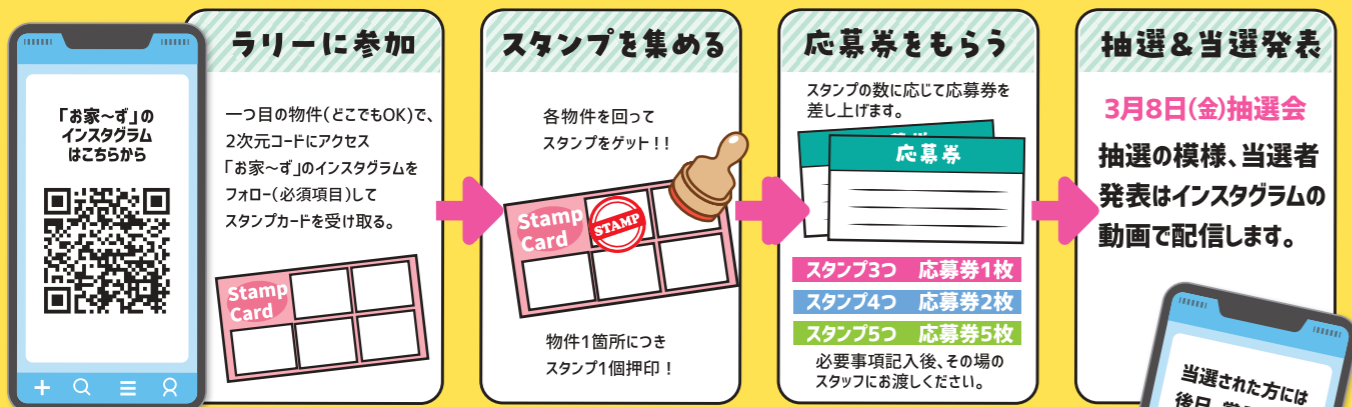 「お家～ず」の
インスタグラム
はこちらから
ラリーに参加
一つ目の物件(どこでもOK)で、
2次元コードにアクセス
「お家～ず」のインスタグラムを
フォロー(必須項目)して
スタンプカードを受け取る。
Stamp
Card
スタンプを集める
各物件を回って
スタンプをゲット!!
Stamp
Card
STAMP
物件1箇所につき
スタンプ1個押印!
応募券をもらう
スタンプの数に応じて応募券を
差し上げます。
応募券
スタンプ3つ 応募券1枚
スタンプ4つ 応募券2枚
スタンプ5つ 応募券5枚
必要事項記入後、その場の
スタッフにお渡しください。
抽選&当選発表
3月8日(金)抽選会
抽選の模様、当選者
発表はインスタグラムの
動画で配信します。
当選された方には
後日、